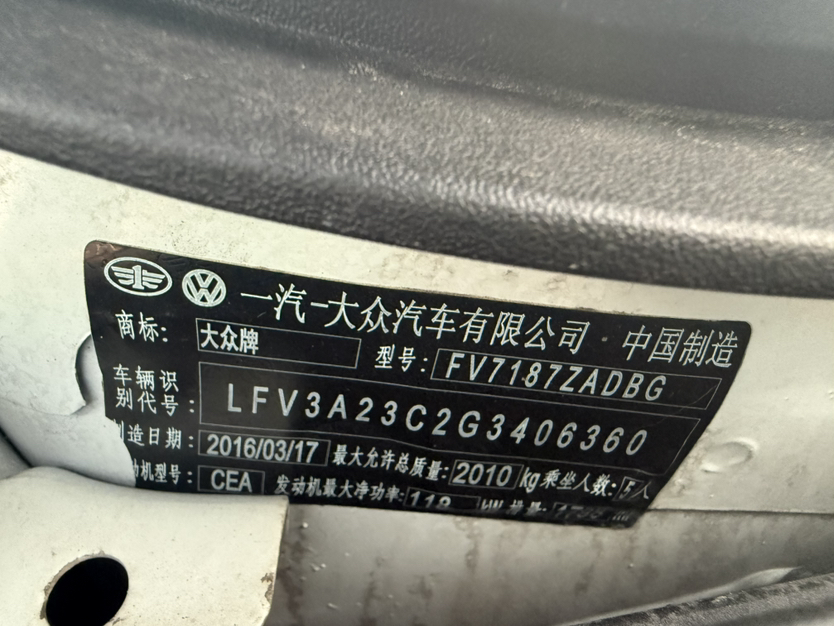 一汽-大众汽车有限公司·中国制造
商标: 大众牌 型号: FV7187ZADBG
车辆识别代号: LFV3A23C2G3406360
制造日期: 2016/03/17 最大允许总质量: 2010 kg 乘坐人数: 5人
动机型号: CEA 发动机最大净功率: 118 kW 排量: